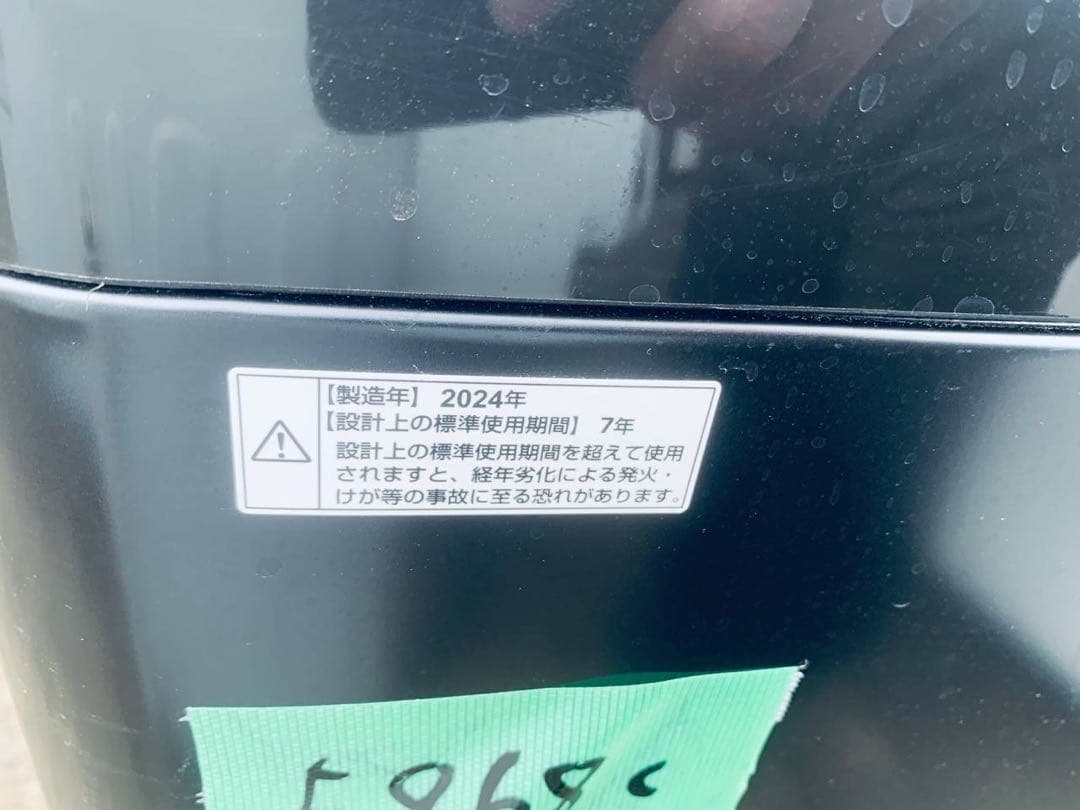 【製造年】 2024年
【設計上の標準使用期間】 7年
設計上の標準使用期間を超えて使用
されますと、経年劣化による発火・
けが等の事故に至る恐れがあります。